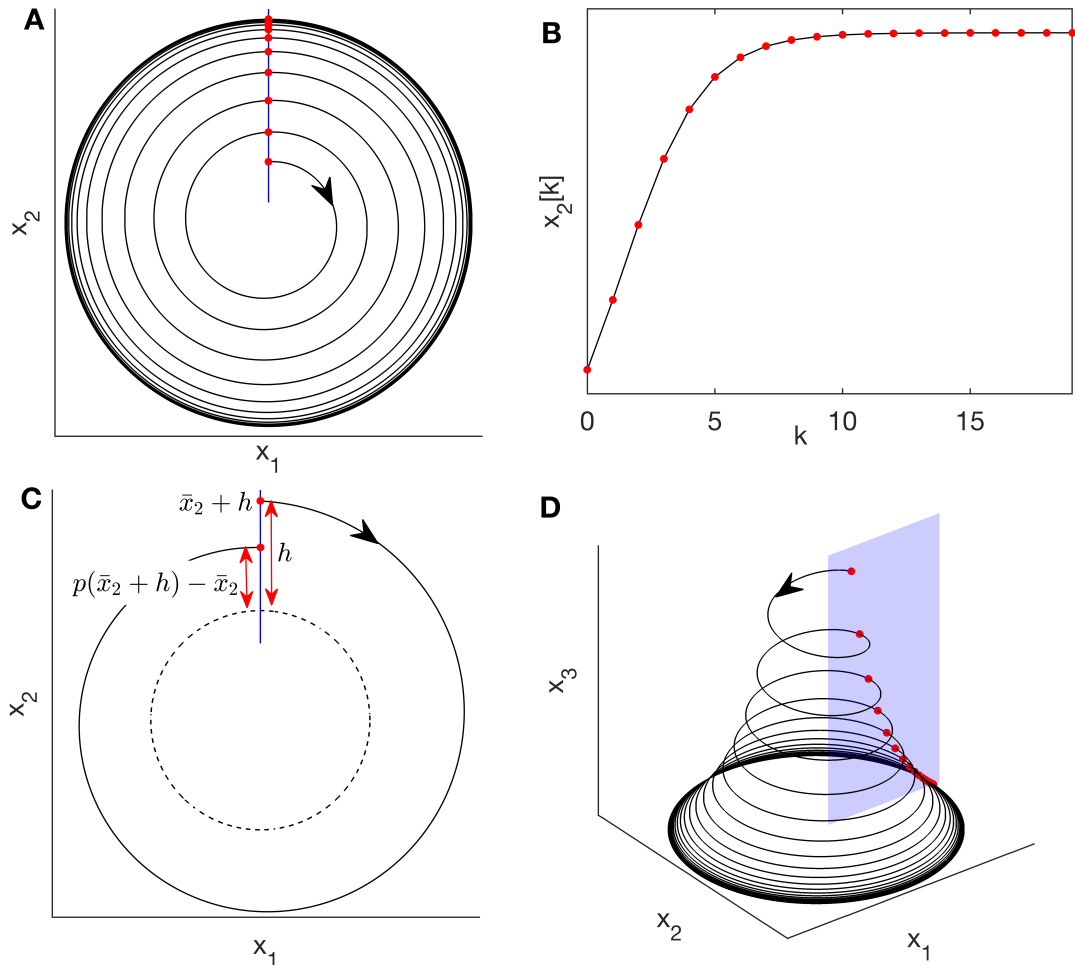 A
x₂
x₁
B
x₂[k]
0 5 10 15
k
C
x̄₂ + h
h
p(x̄₂ + h) − x̄₂
x₂
x₁
D
x₃
x₂
x₁